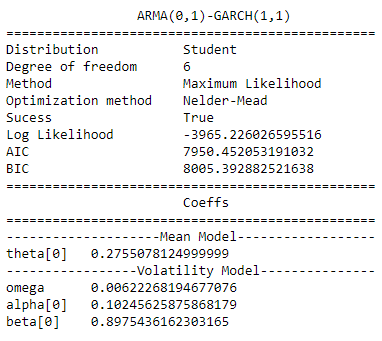 ARMA(0,1)-GARCH(1,1)
================================================
Distribution Student
Degree of freedom 6
Method Maximum Likelihood
Optimization method Nelder-Mead
Sucess True
Log Likelihood -3965.226026595516
AIC 7950.452053191032
BIC 8005.392882521638
================================================
Coeffs
================================================
--------------------Mean Model------------------
theta[0] 0.2755078124999999
-----------------Volatility Model---------------
omega 0.00622268194677076
alpha[0] 0.10245625875868179
beta[0] 0.8975436162303165